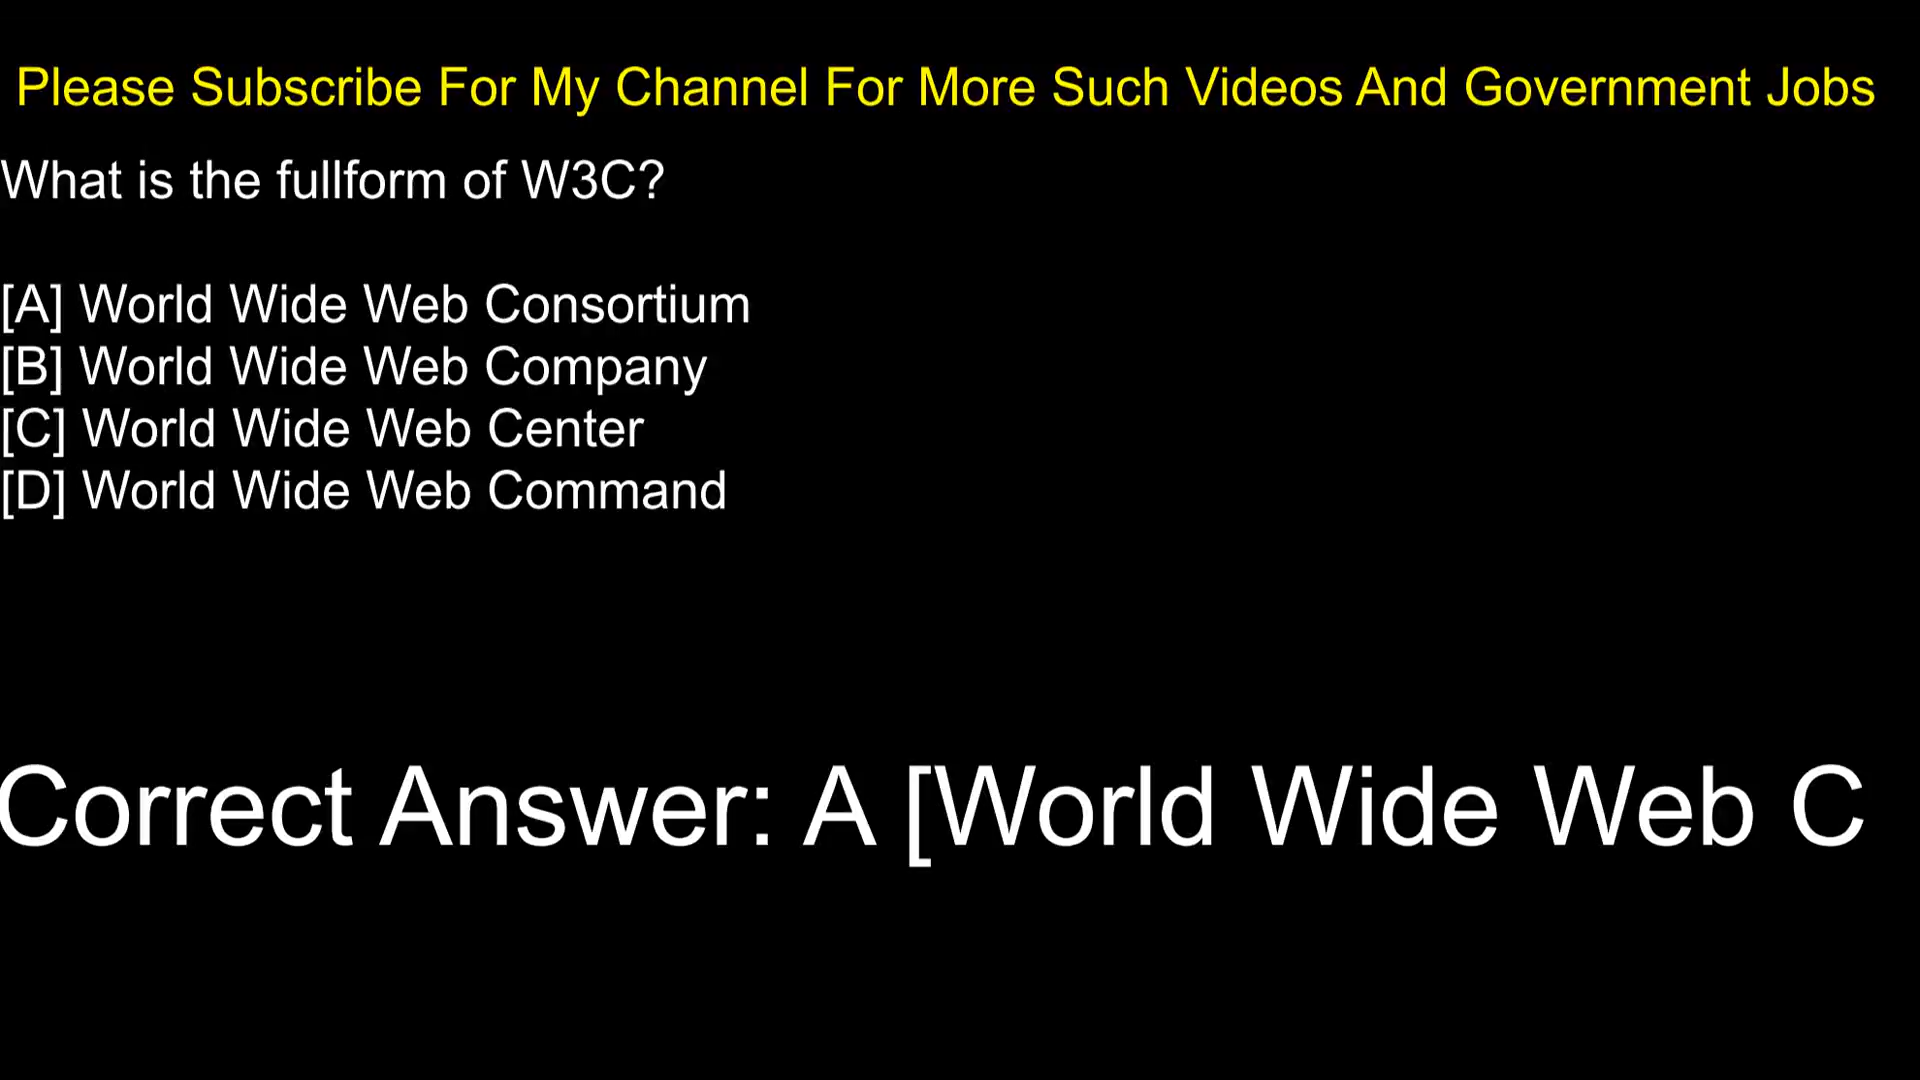 Please Subscribe For My Channel For More Such Videos And Government Jobs
What is the fullform of W3C?
[A] World Wide Web Consortium
[B] World Wide Web Company
[C] World Wide Web Center
[D] World Wide Web Command
Correct Answer: A [World Wide Web C